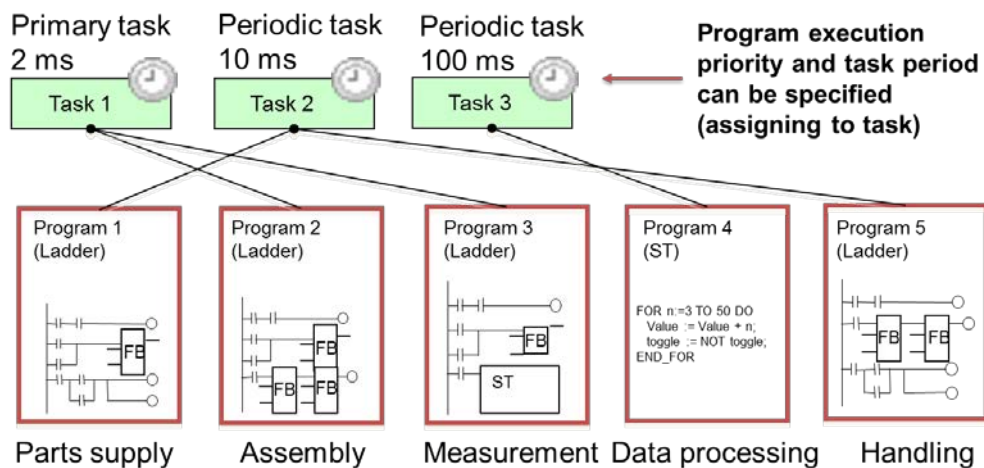 Primary task
2 ms
Task 1
Periodic task
10 ms
Task 2
Periodic task
100 ms
Task 3
Program execution
priority and task period
can be specified
(assigning to task)
Program 1
(Ladder)
FB
Parts supply
Program 2
(Ladder)
FB
FB FB
Assembly
Program 3
(Ladder)
FB
ST
Measurement
Program 4
(ST)
FOR n:=3 TO 50 DO
Value := Value + n;
toggle := NOT toggle;
END_FOR
Data processing
Program 5
(Ladder)
FB FB
Handling